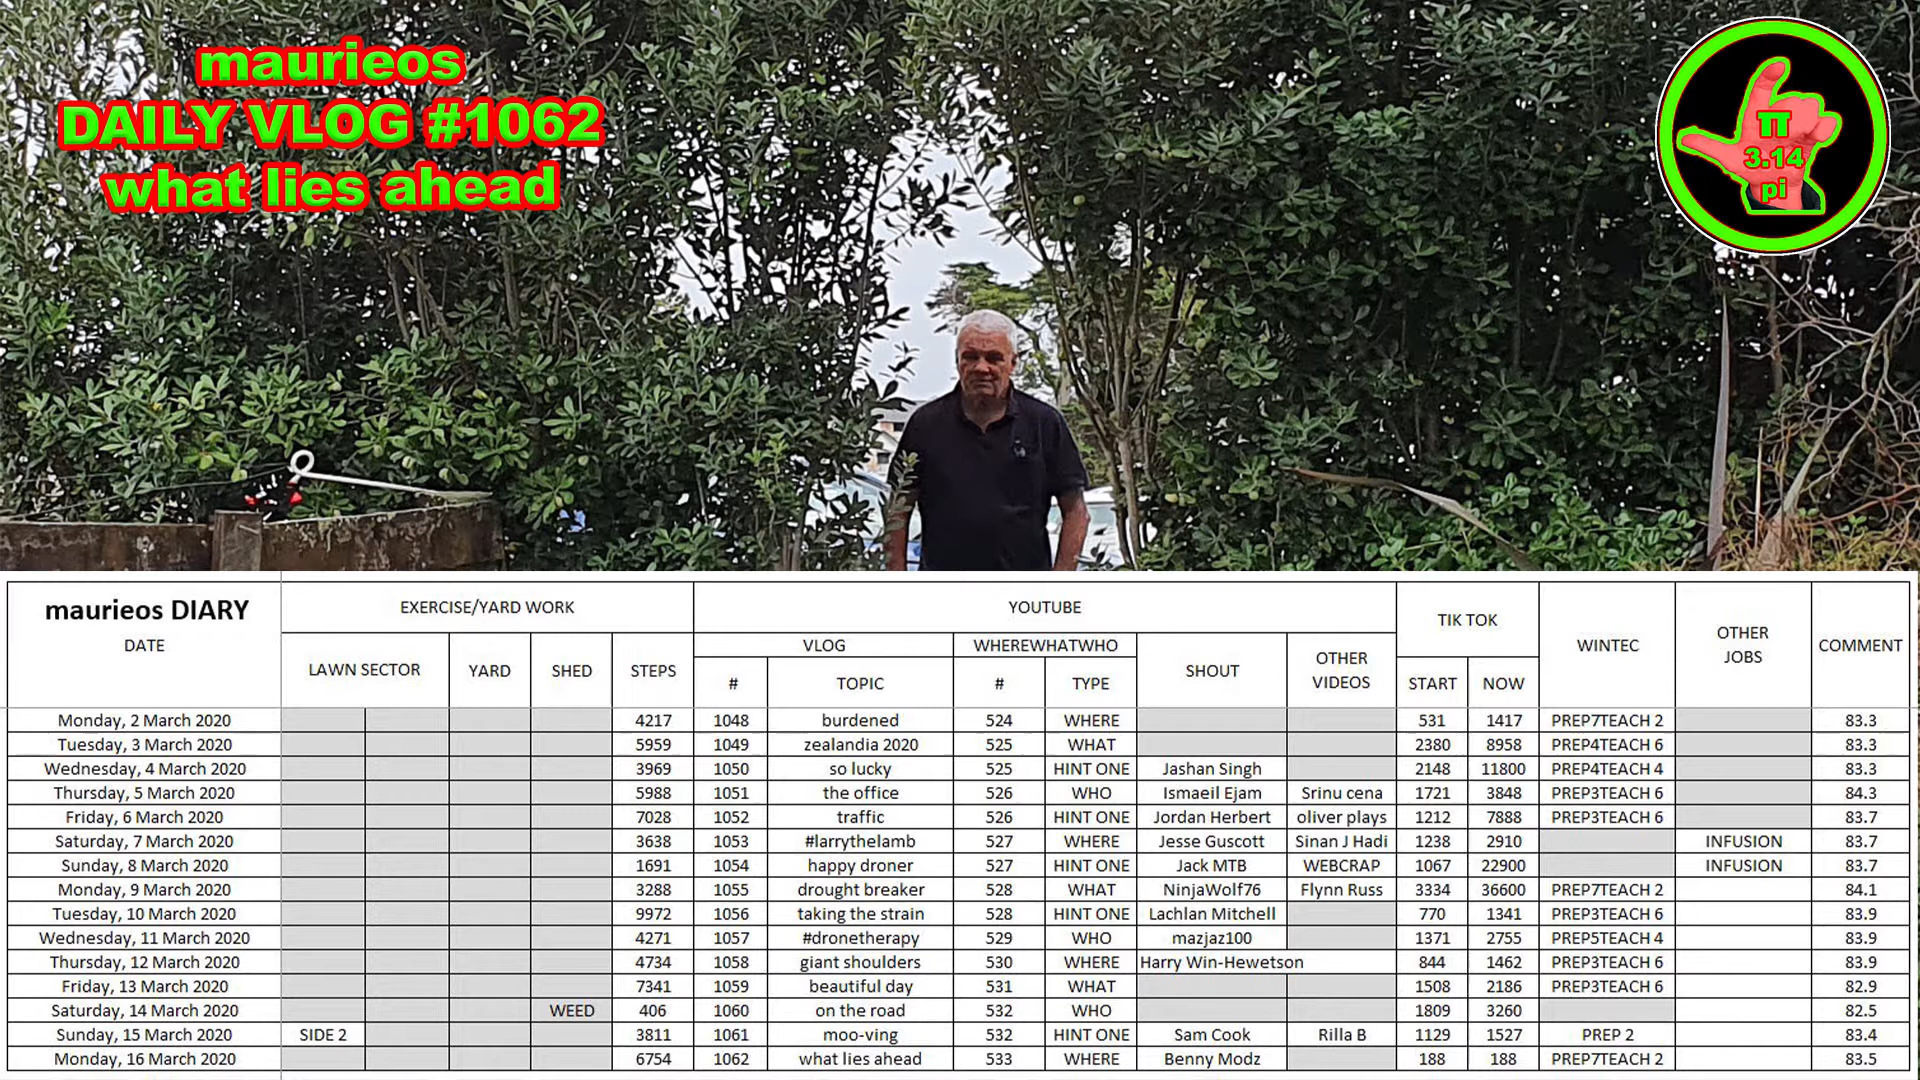 maurieos
DAILY VLOG #1062
what lies ahead
π
3.14
pi
maurieos DIARY
DATE
EXERCISE/YARD WORK
YOUTUBE
TIK TOK
WINTEC
OTHER
JOBS
COMMENT
LAWN SECTOR
YARD
SHED
STEPS
VLOG
WHEREWHATWHO
SHOUT
OTHER
VIDEOS
# TOPIC # TYPE START NOW
Monday, 2 March 2020 4217 1048 burdened 524 WHERE 531 1417 PREP7TEACH 2 83.3
Tuesday, 3 March 2020 5959 1049 zealandia 2020 525 WHAT 2380 8958 PREP4TEACH 6 83.3
Wednesday, 4 March 2020 3969 1050 so lucky 525 HINT ONE Jashan Singh 2148 11800 PREP4TEACH 4 83.3
Thursday, 5 March 2020 5988 1051 the office 526 WHO Ismaeil Ejam Srinu cena 1721 3848 PREP3TEACH 6 84.3
Friday, 6 March 2020 7028 1052 traffic 526 HINT ONE Jordan Herbert oliver plays 1212 7888 PREP3TEACH 6 83.7
Saturday, 7 March 2020 3638 1053 #larrythelamb 527 WHERE Jesse Guscott Sinan J Hadi 1238 2910 INFUSION 83.7
Sunday, 8 March 2020 1691 1054 happy droner 527 HINT ONE Jack MTB WEBCRAP 1067 22900 INFUSION 83.7
Monday, 9 March 2020 3288 1055 drought breaker 528 WHAT NinjaWolf76 Flynn Russ 3334 36600 PREP7TEACH 2 84.1
Tuesday, 10 March 2020 9972 1056 taking the strain 528 HINT ONE Lachlan Mitchell 770 1341 PREP3TEACH 6 83.9
Wednesday, 11 March 2020 4271 1057 #dronetherapy 529 WHO mazjaz100 1371 2755 PREP5TEACH 4 83.9
Thursday, 12 March 2020 4734 1058 giant shoulders 530 WHERE Harry Win-Hewetson 844 1462 PREP3TEACH 6 83.9
Friday, 13 March 2020 7341 1059 beautiful day 531 WHAT 1508 2186 PREP3TEACH 6 82.9
Saturday, 14 March 2020 WEED 406 1060 on the road 532 WHO 1809 3260 82.5
Sunday, 15 March 2020 SIDE 2 3811 1061 moo-ving 532 HINT ONE Sam Cook Rilla B 1129 1527 PREP 2 83.4
Monday, 16 March 2020 6754 1062 what lies ahead 533 WHERE Benny Modz 188 188 PREP7TEACH 2 83.5